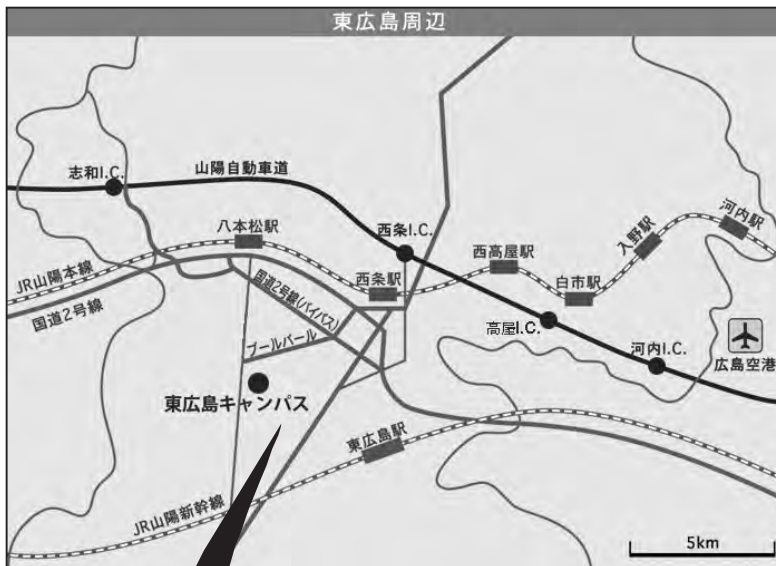 東広島周辺
志和I.C.
山陽自動車道
八本松駅
西条I.C.
西高屋駅
入野駅
河内駅
JR山陽本線
国道2号線
国道2号線(バイパス)
西条駅
白市駅
ブールバール
高屋I.C.
河内I.C.
広島空港
東広島キャンパス
東広島駅
JR山陽新幹線
5km